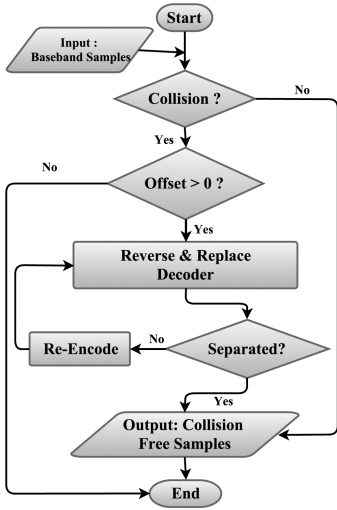 Start
Input :
Baseband Samples
Collision ?
No
Yes
No
Offset > 0 ?
Yes
Reverse & Replace
Decoder
Re-Encode
No
Separated?
Yes
Output: Collision
Free Samples
End